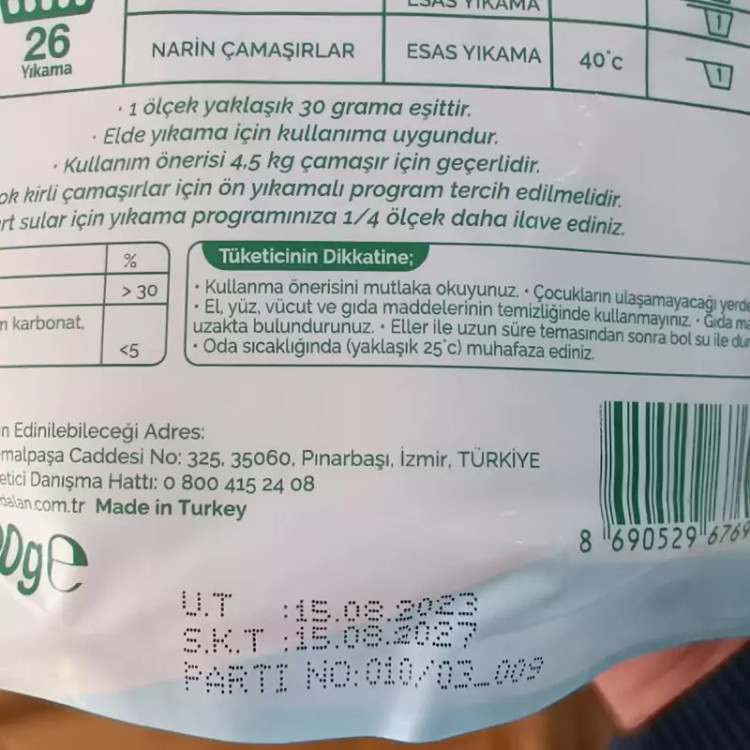 ESAS YIKAMA
26
Yıkama
NARİN ÇAMAŞIRLAR
ESAS YIKAMA
40°c
1
1
• 1 ölçek yaklaşık 30 grama eşittir.
• Elde yıkama için kullanıma uygundur.
• Kullanım önerisi 4,5 kg çamaşır için geçerlidir.
ok kirli çamaşırlar için ön yıkamalı program tercih edilmelidir.
rt sular için yıkama programınıza 1/4 ölçek daha ilave ediniz.
%
> 30
karbonat,
<5
Tüketicinin Dikkatine;
• Kullanma önerisini mutlaka okuyunuz. • Çocukların ulaşamayacağı yerde
• El, yüz, vücut ve gıda maddelerinin temizliğinde kullanmayınız. • Gıda ma
uzakta bulundurunuz. • Eller ile uzun süre temasından sonra bol su ile dur
• Oda sıcaklığında (yaklaşık 25°c) muhafaza ediniz.
n Edinilebileceği Adres:
malpaşa Caddesi No: 325, 35060, Pınarbaşı, İzmir, TÜRKİYE
etici Danışma Hattı: 0 800 415 24 08
dalan.com.tr Made in Turkey
0g e
8 690529 6769
U.T :15.08.2023
S.K.T :15.08.2027
PARTI NO:010/03_009